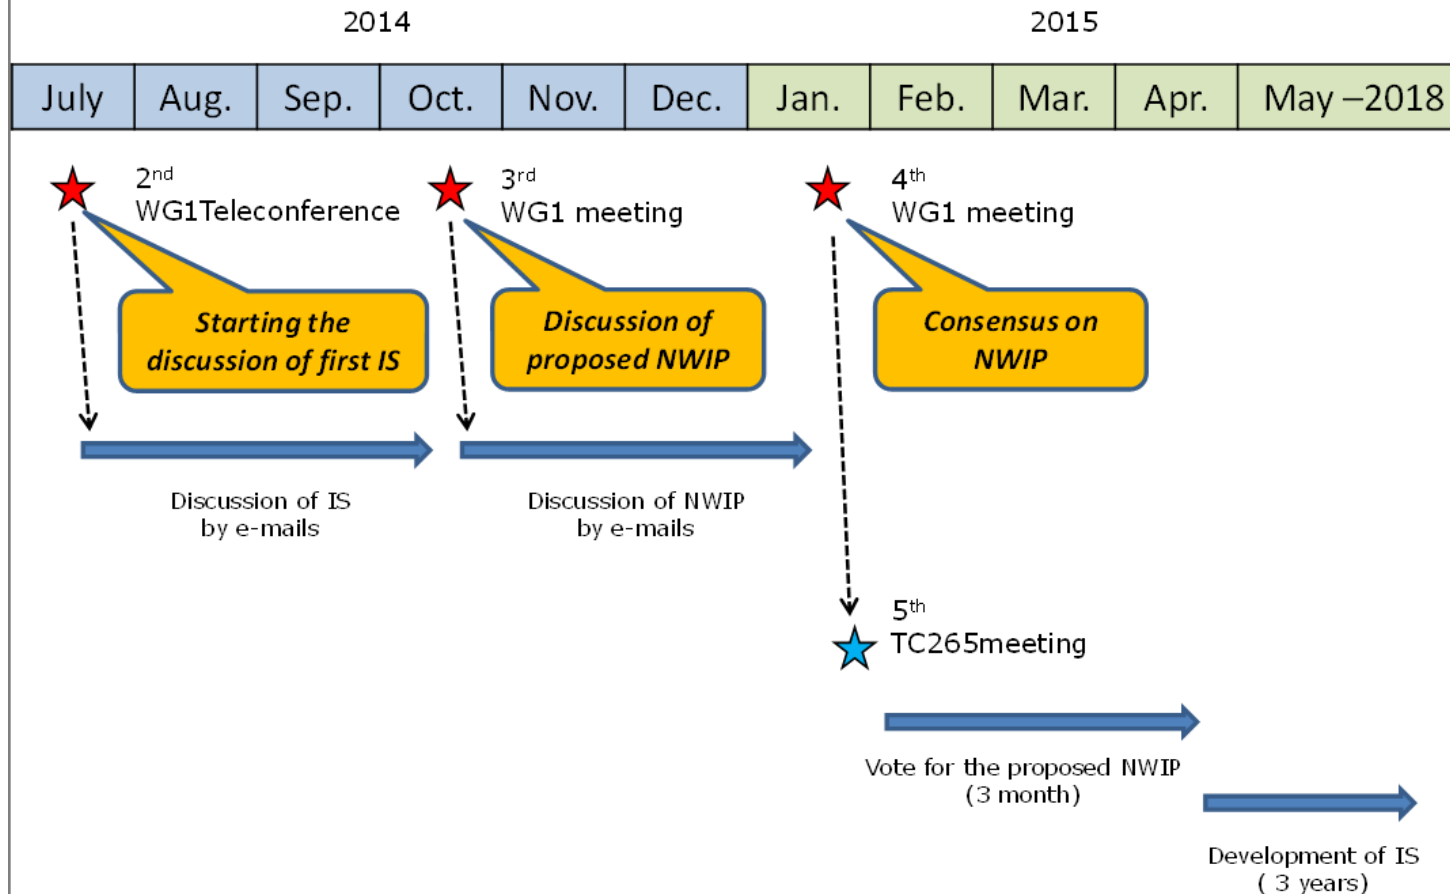 2014
2015
July Aug. Sep. Oct. Nov. Dec. Jan. Feb. Mar. Apr. May –2018
2nd
WG1Teleconference
3rd
WG1 meeting
4th
WG1 meeting
Starting the
discussion of first IS
Discussion of
proposed NWIP
Consensus on
NWIP
Discussion of IS
by e-mails
Discussion of NWIP
by e-mails
5th
TC265meeting
Vote for the proposed NWIP
(3 month)
Development of IS
( 3 years)